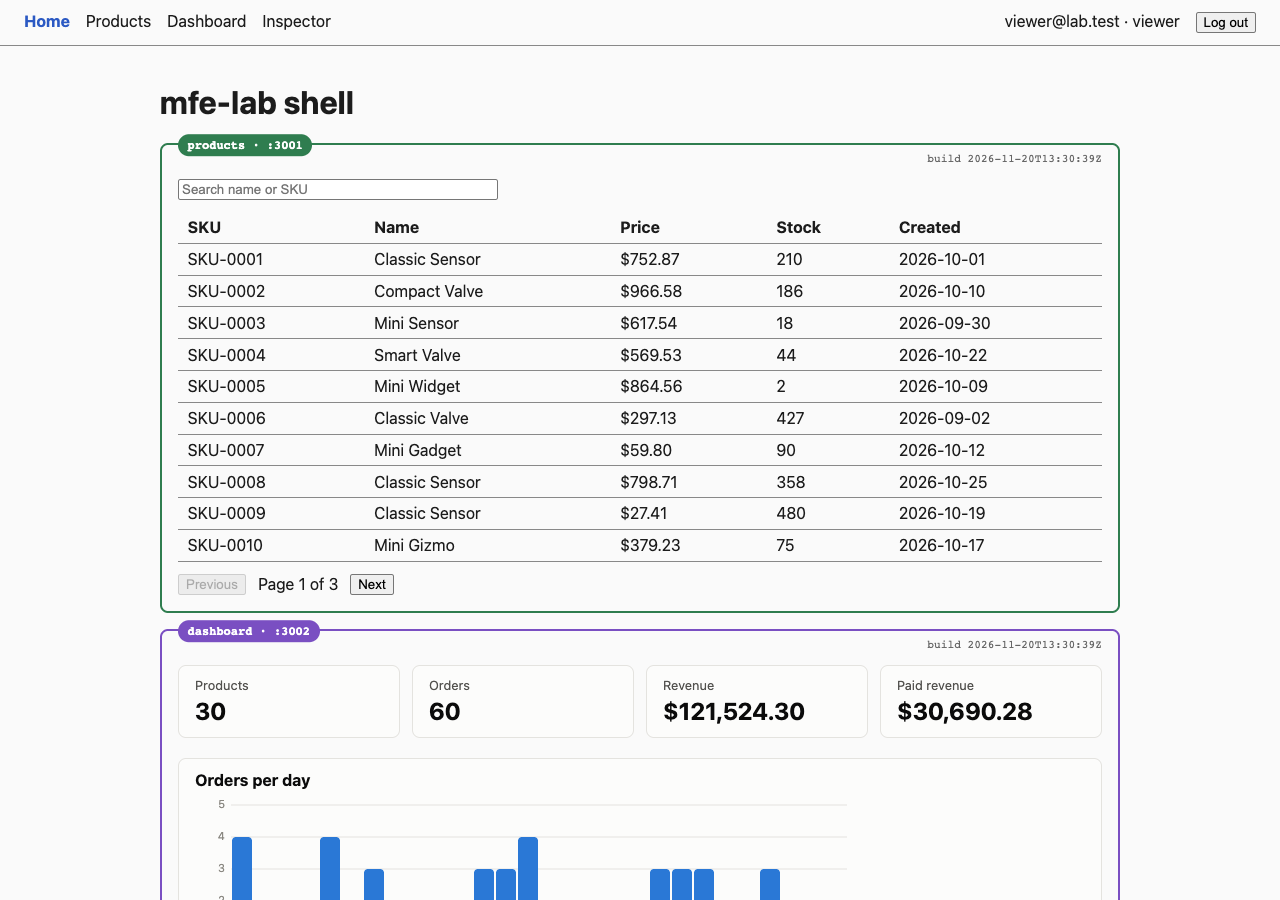 Home Products Dashboard Inspector viewer@lab.test · viewer Log out
mfe-lab shell
products · :3001
build 2026-11-20T13:30:39Z
Search name or SKU
SKU Name Price Stock Created
SKU-0001 Classic Sensor $752.87 210 2026-10-01
SKU-0002 Compact Valve $966.58 186 2026-10-10
SKU-0003 Mini Sensor $617.54 18 2026-09-30
SKU-0004 Smart Valve $569.53 44 2026-10-22
SKU-0005 Mini Widget $864.56 2 2026-10-09
SKU-0006 Classic Valve $297.13 427 2026-09-02
SKU-0007 Mini Gadget $59.80 90 2026-10-12
SKU-0008 Classic Sensor $798.71 358 2026-10-25
SKU-0009 Classic Sensor $27.41 480 2026-10-19
SKU-0010 Mini Gizmo $379.23 75 2026-10-17
Previous Page 1 of 3 Next
dashboard · :3002
build 2026-11-20T13:30:39Z
Products Orders Revenue Paid revenue
30 60 $121,524.30 $30,690.28
Orders per day
5
4
3